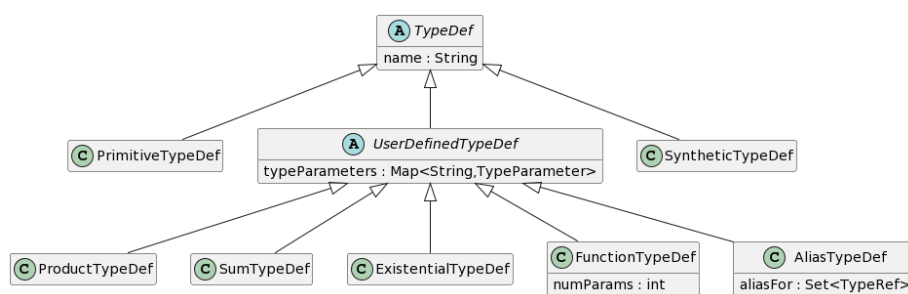 A TypeDef
name : String
C PrimitiveTypeDef
A UserDefinedTypeDef
typeParameters : Map<String,TypeParameter>
C SyntheticTypeDef
C ProductTypeDef
C SumTypeDef
C ExistentialTypeDef
C FunctionTypeDef
numParams : int
C AliasTypeDef
aliasFor : Set<TypeRef>